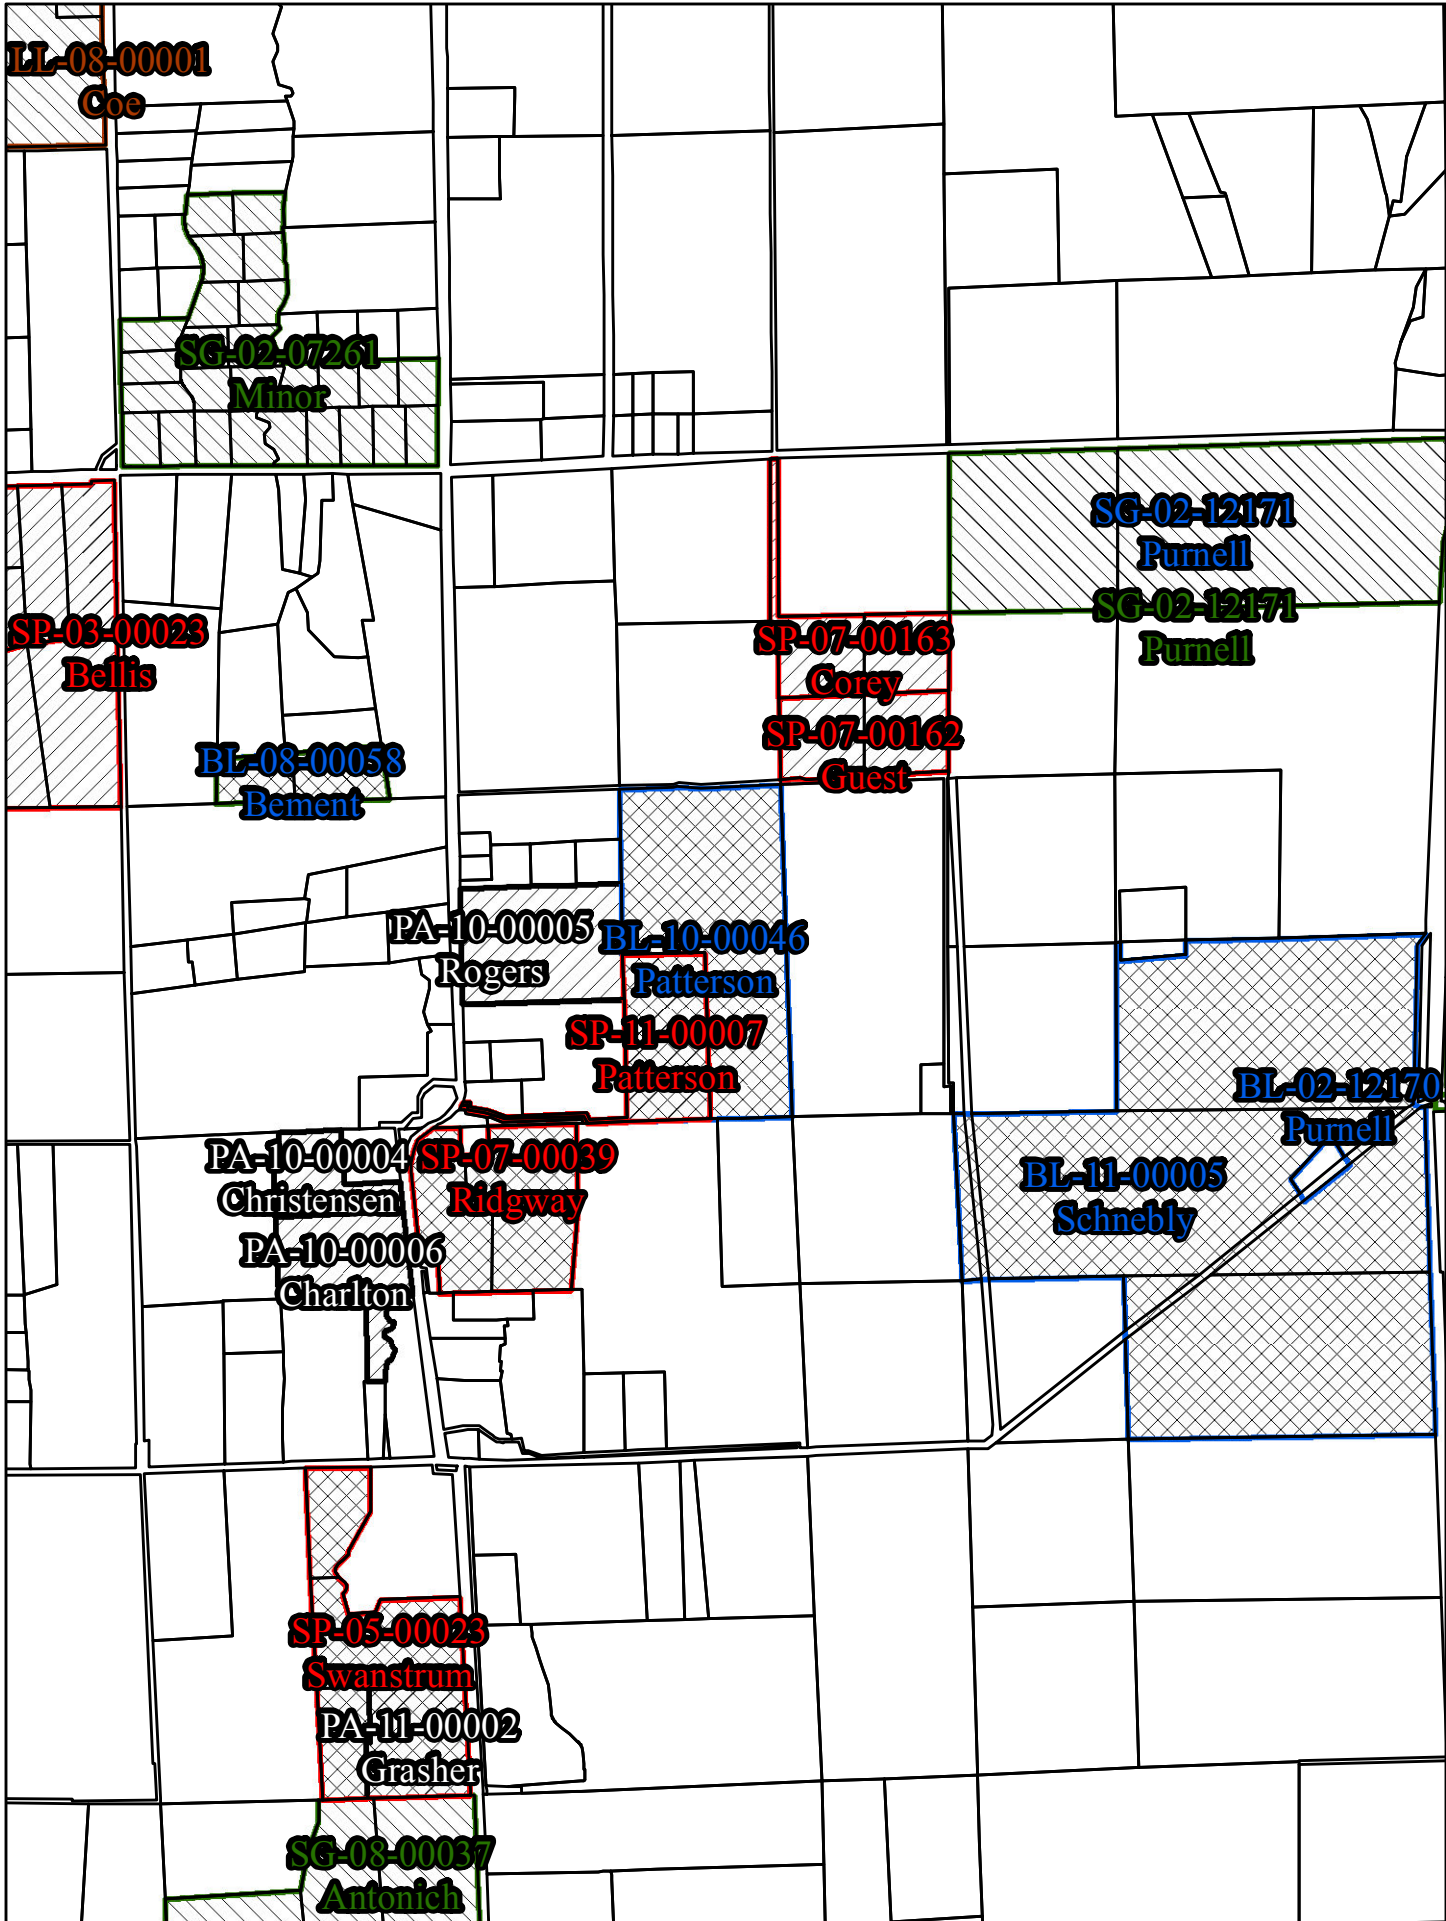 LL-08-00001
Coe
SG-02-07261
Minor
SG-02-12171
Purnell
SG-02-12171
Purnell
SP-03-00023
Bellis
SP-07-00163
Corey
SP-07-00162
Guest
BL-08-00058
Bement
PA-10-00005
Rogers
BL-10-00046
Patterson
SP-11-00007
Patterson
BL-02-12170
Purnell
PA-10-00004
Christensen
SP-07-00039
Ridgway
BL-11-00005
Schnebly
PA-10-00006
Charlton
SP-05-00023
Swanstrum
PA-11-00002
Grasher
SG-08-00037
Antonich